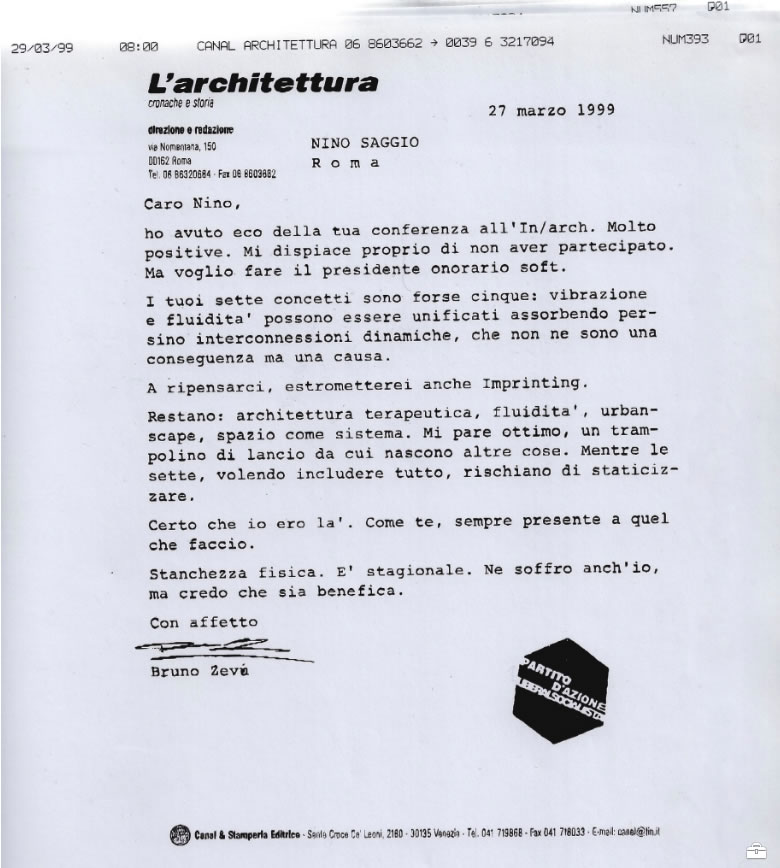 NUM557 P01
29/03/99 08:00 CANAL ARCHITETTURA 06 8603662 → 0039 6 3217094 NUM393 P01
L'architettura
cronache e storia
27 marzo 1999
direzione e redazione
via Nomentana, 150
00162 Roma
Tel. 06 86320684 - Fax 06 8603662
NINO SAGGIO
R o m a
Caro Nino,
ho avuto eco della tua conferenza all'In/arch. Molto
positive. Mi dispiace proprio di non aver partecipato.
Ma voglio fare il presidente onorario soft.
I tuoi sette concetti sono forse cinque: vibrazione
e fluidita' possono essere unificati assorbendo per-
sino interconnessioni dinamiche, che non ne sono una
conseguenza ma una causa.
A ripensarci, estrometterei anche Imprinting.
Restano: architettura terapeutica, fluidita', urban-
scape, spazio come sistema. Mi pare ottimo, un tram-
polino di lancio da cui nascono altre cose. Mentre le
sette, volendo includere tutto, rischiano di staticiz-
zare.
Certo che io ero la'. Come te, sempre presente a quel
che faccio.
Stanchezza fisica. E' stagionale. Ne soffro anch'io,
ma credo che sia benefica.
Con affetto
Bruno Zevi
PARTITO
D'AZIONE
LIBERALSOCIALISTA
Canal & Stamperia Editrice - Santa Croce Ca' Leoni, 2160 - 30135 Venezia - Tel. 041 719868 - Fax 041 718033 - E-mail: canal@tin.it